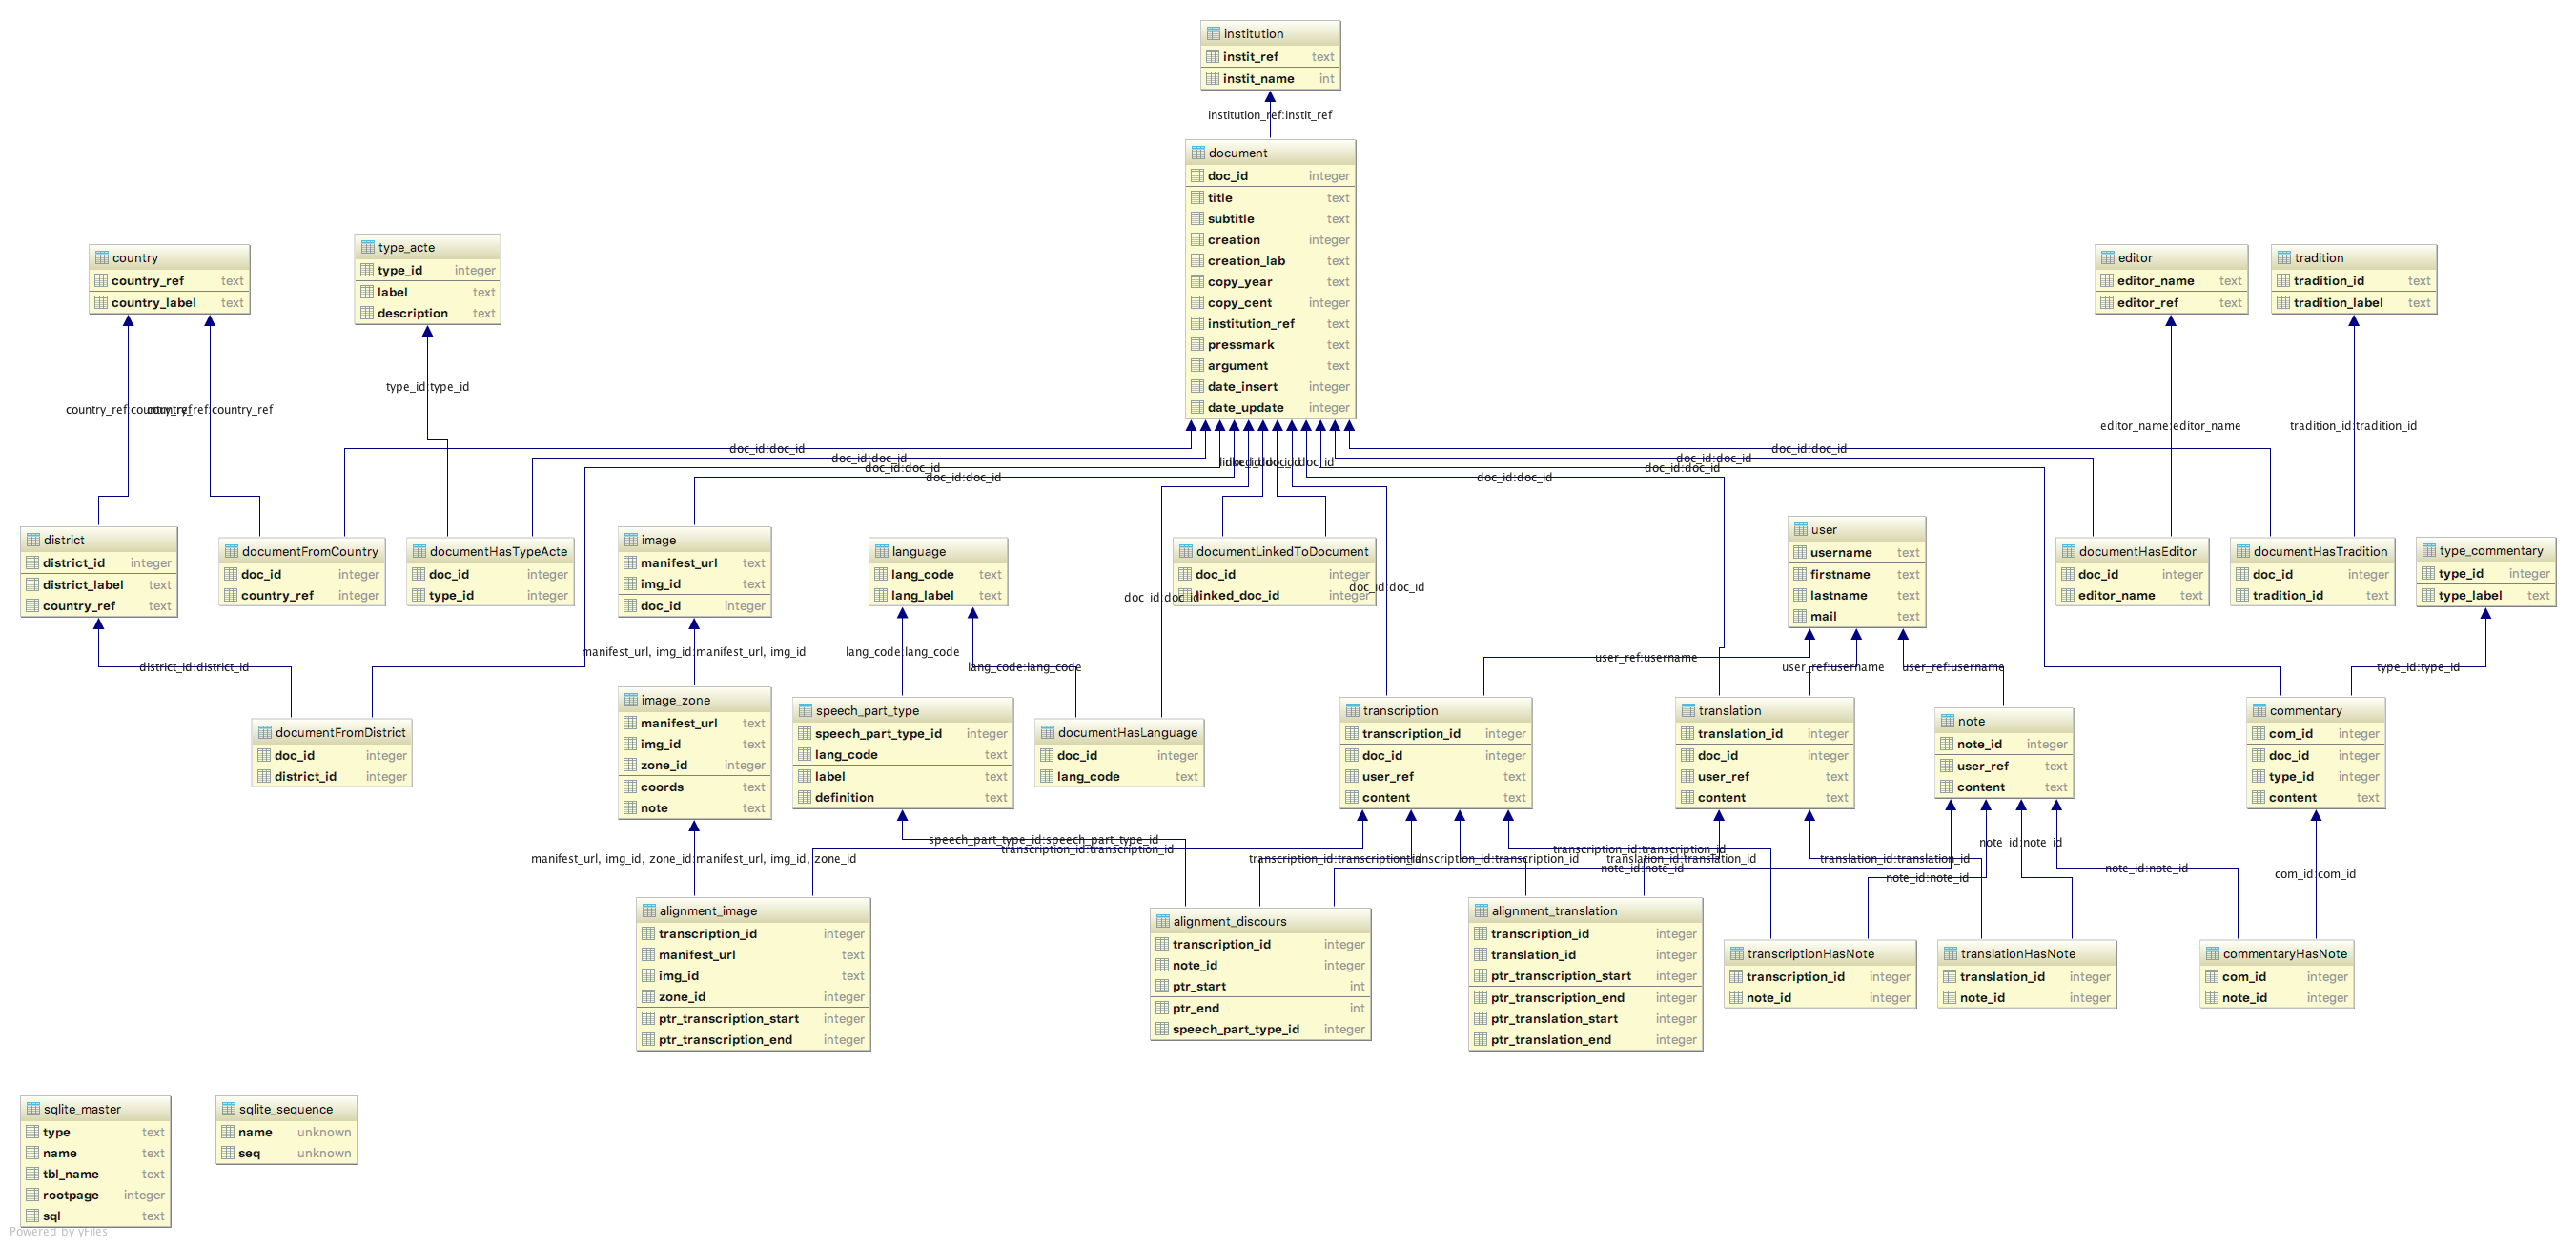 institution
instit_ref text
instit_name int
institution_ref:instit_ref
document
doc_id integer
title text
subtitle text
creation integer
creation_lab text
copy_year text
copy_cent integer
institution_ref text
pressmark text
argument text
date_insert integer
date_update integer
country
country_ref text
country_label text
type_acte
type_id integer
label text
description text
editor
editor_name text
editor_ref text
tradition
tradition_id text
tradition_label text
type_id:type_id
country_ref:country_ref
country_ref:country_ref
editor_name:editor_name
tradition_id:tradition_id
doc_id:doc_id
doc_id:doc_id
doc_id:doc_id
doc_id:doc_id
doc_id:doc_id
doc_id:doc_id
doc_id:doc_id
doc_id:doc_id
district
district_id integer
district_label text
country_ref text
documentFromCountry
doc_id integer
country_ref integer
documentHasTypeActe
doc_id integer
type_id integer
image
manifest_url text
img_id text
doc_id integer
language
lang_code text
lang_label text
documentLinkedToDocument
doc_id integer
linked_doc_id integer
doc_id:doc_id
doc_id:doc_id
user
username text
firstname text
lastname text
mail text
documentHasEditor
doc_id integer
editor_name text
documentHasTradition
doc_id integer
tradition_id text
type_commentary
type_id integer
type_label text
district_id:district_id
manifest_url, img_id:manifest_url, img_id
lang_code:lang_code
lang_code:lang_code
user_ref:username
user_ref:username
user_ref:username
type_id:type_id
documentFromDistrict
doc_id integer
district_id integer
image_zone
manifest_url text
img_id text
zone_id integer
coords text
note text
speech_part_type
speech_part_type_id integer
lang_code text
label text
definition text
documentHasLanguage
doc_id integer
lang_code text
transcription
transcription_id integer
doc_id integer
user_ref text
content text
translation
translation_id integer
doc_id integer
user_ref text
content text
note
note_id integer
user_ref text
content text
commentary
com_id integer
doc_id integer
type_id integer
content text
speech_part_type_id:speech_part_type_id
transcription_id:transcription_id
manifest_url, img_id, zone_id:manifest_url, img_id, zone_id
transcription_id:transcription_id
transcription_id:transcription_id
transcription_id:transcription_id
translation_id:translation_id
translation_id:translation_id
note_id:note_id
note_id:note_id
note_id:note_id
note_id:note_id
com_id:com_id
alignment_image
transcription_id integer
manifest_url text
img_id text
zone_id integer
ptr_transcription_start integer
ptr_transcription_end integer
alignment_discours
transcription_id integer
note_id integer
ptr_start int
ptr_end int
speech_part_type_id integer
alignment_translation
transcription_id integer
translation_id integer
ptr_transcription_start integer
ptr_transcription_end integer
ptr_translation_start integer
ptr_translation_end integer
transcriptionHasNote
transcription_id integer
note_id integer
translationHasNote
translation_id integer
note_id integer
commentaryHasNote
com_id integer
note_id integer
sqlite_master
type text
name text
tbl_name text
rootpage integer
sql text
sqlite_sequence
name unknown
seq unknown
Powered by yFiles